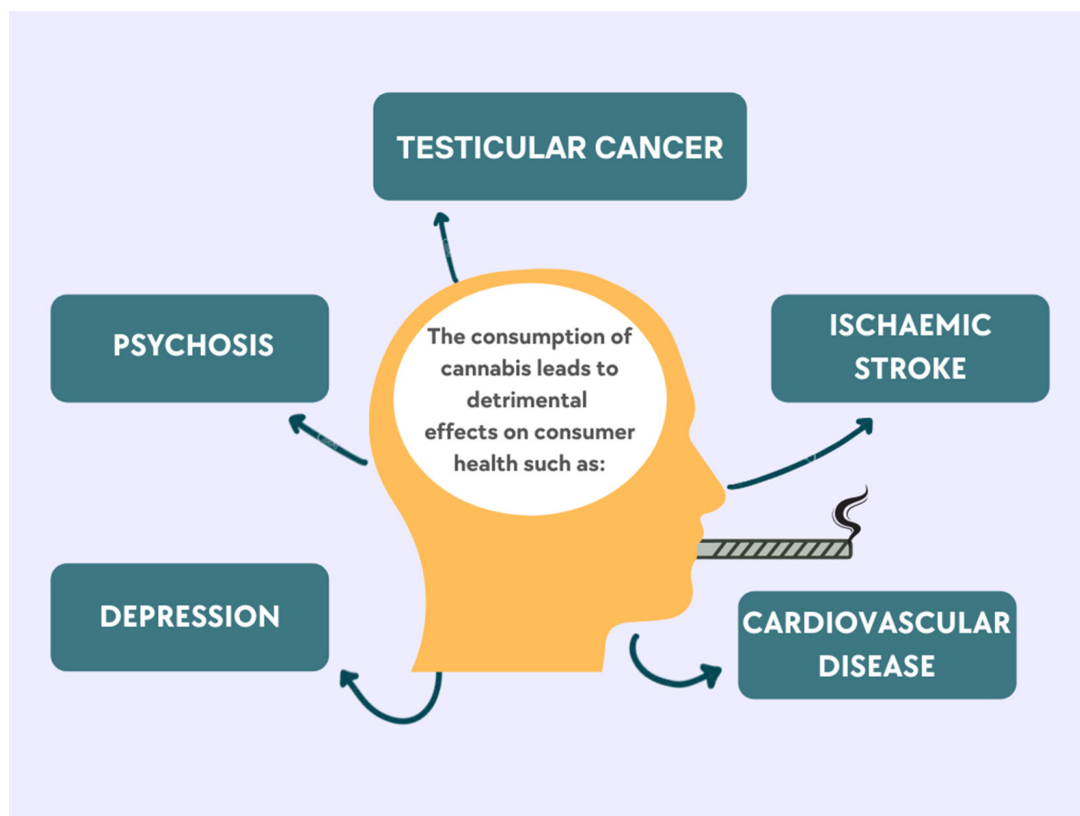 TESTICULAR CANCER
The consumption of
cannabis leads to
detrimental
effects on consumer
health such as:
PSYCHOSIS
ISCHAEMIC
STROKE
DEPRESSION
CARDIOVASCULAR
DISEASE